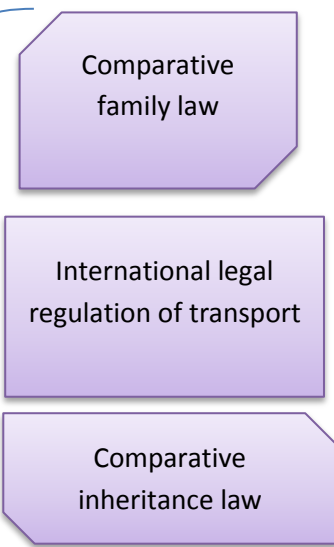 Comparative
family law
International legal
regulation of transport
Comparative
inheritance law